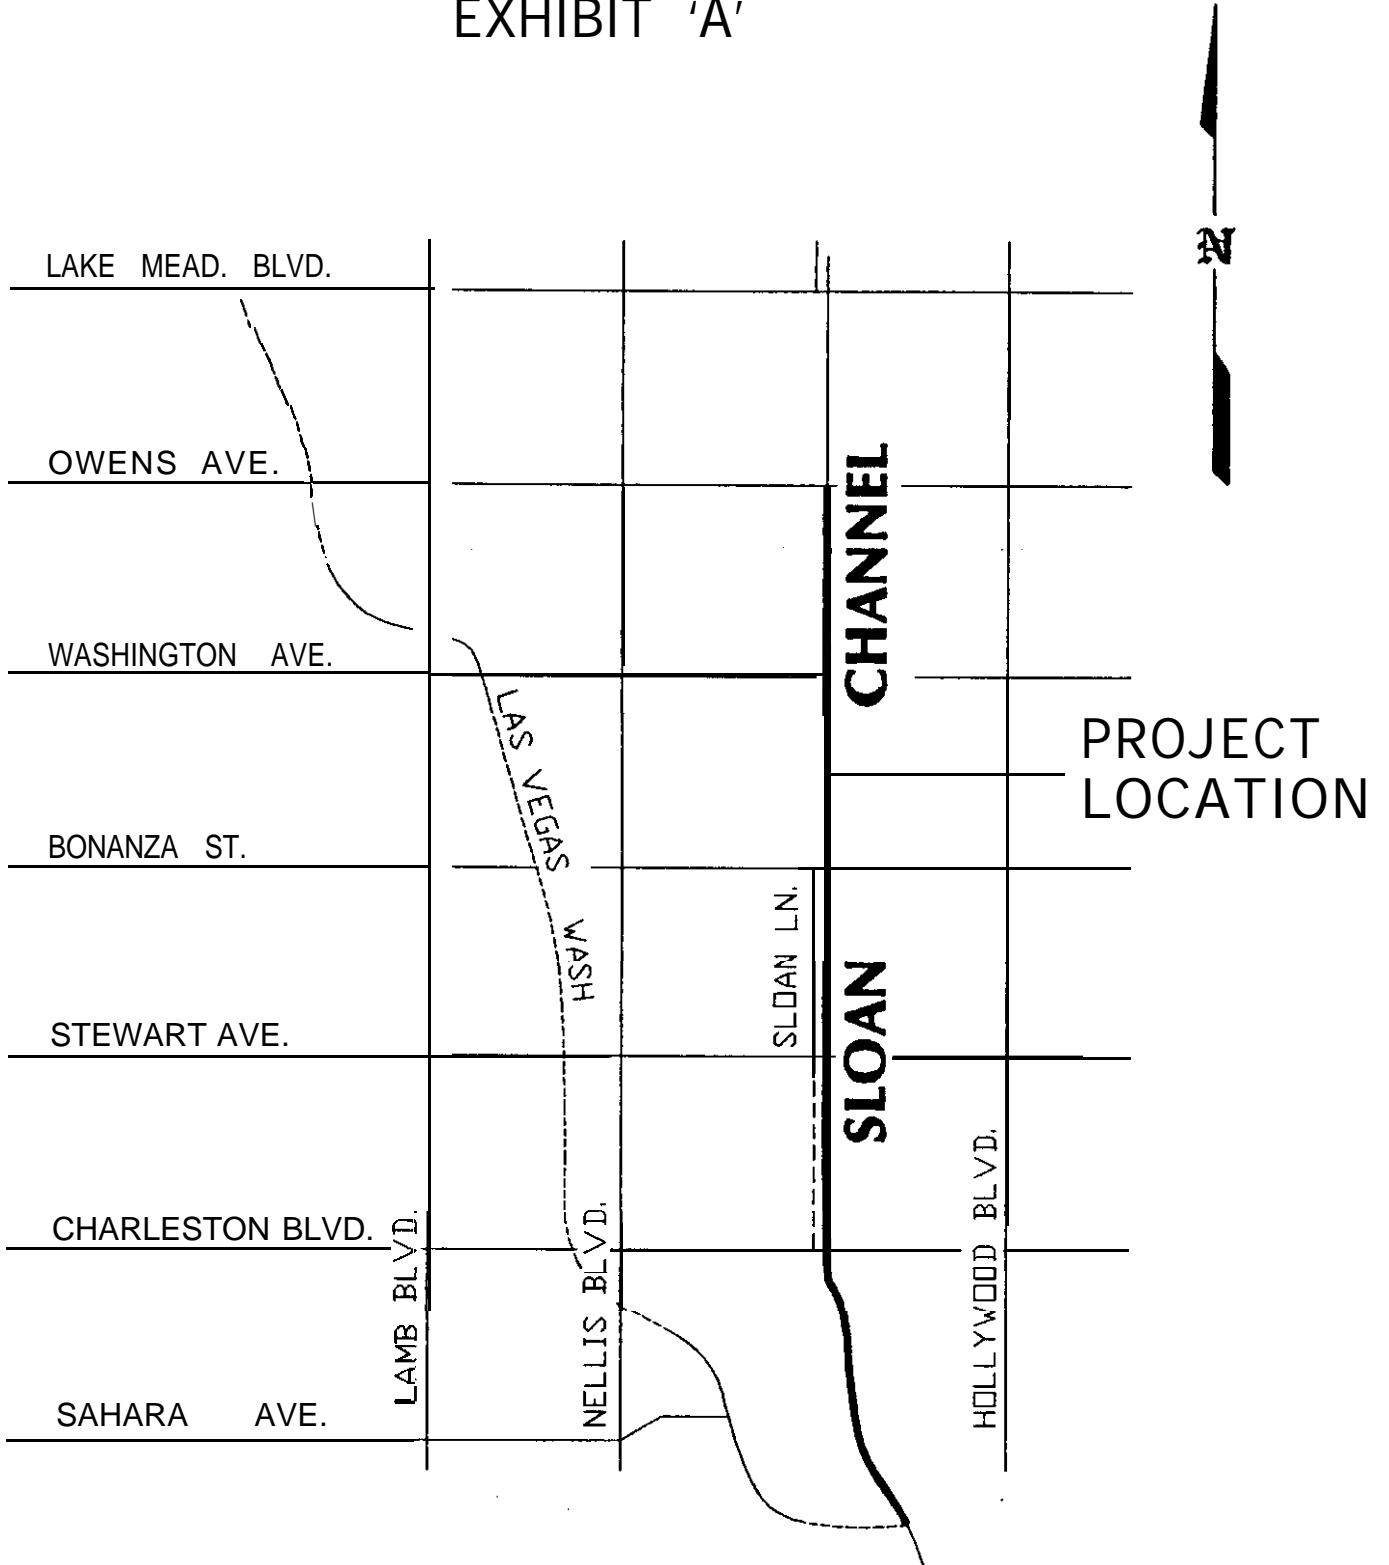 EXHIBIT 'A'
N
LAKE MEAD. BLVD.
OWENS AVE.
CHANNEL
WASHINGTON AVE.
LAS VEGAS WASH
PROJECT
LOCATION
BONANZA ST.
SLOAN LN.
SLOAN
STEWART AVE.
CHARLESTON BLVD.
LAMB BLVD.
NELLIS BLVD.
HOLLYWOOD BLVD.
SAHARA AVE.